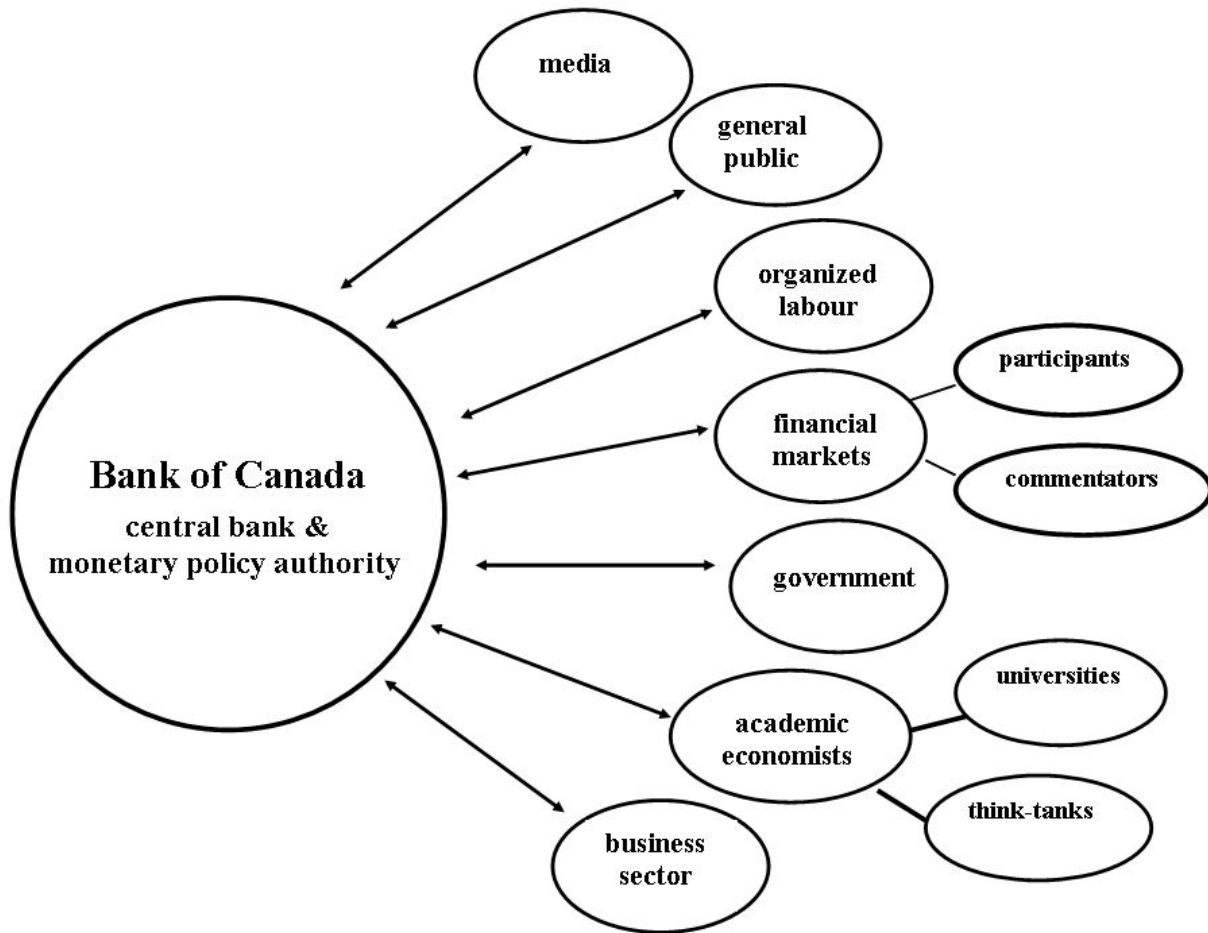 media
general
public
organized
labour
participants
financial
markets
commentators
Bank of Canada
central bank &
monetary policy authority
government
universities
academic
economists
think-tanks
business
sector